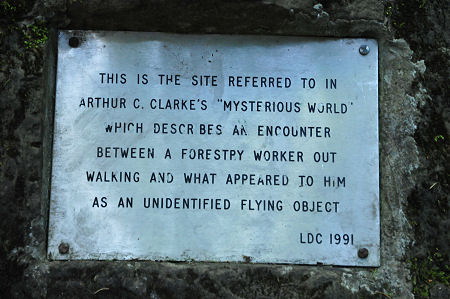 THIS IS THE SITE REFERRED TO IN
ARTHUR C. CLARKE'S "MYSTERIOUS WORLD"
WHICH DESCRIBES AN ENCOUNTER
BETWEEN A FORESTRY WORKER OUT
WALKING AND WHAT APPEARED TO HIM
AS AN UNIDENTIFIED FLYING OBJECT
LDC 1991